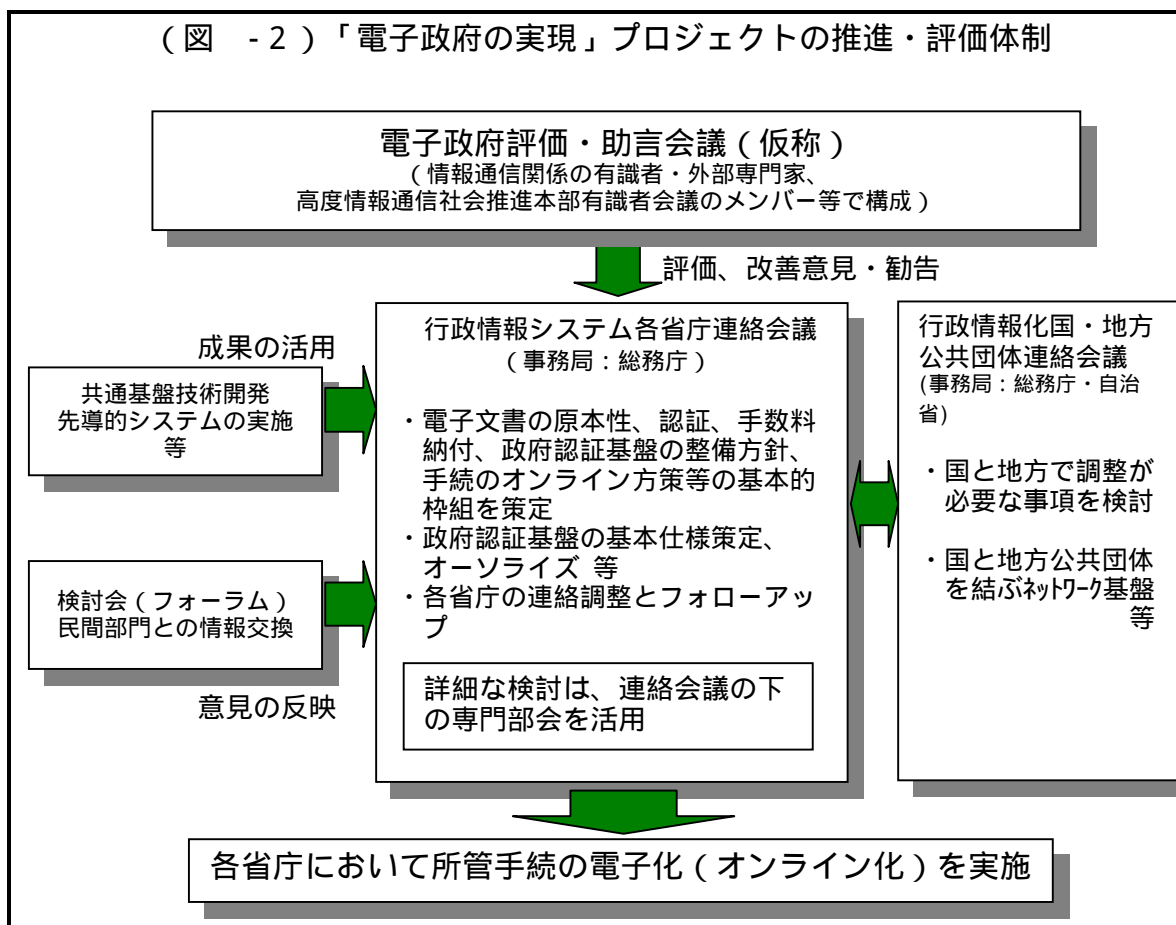 （図　-２）「電子政府の実現」プロジェクトの推進・評価体制
電子政府評価・助言会議（仮称）
（情報通信関係の有識者・外部専門家、
高度情報通信社会推進本部有識者会議のメンバー等で構成）
評価、改善意見・勧告
成果の活用
共通基盤技術開発
先導的システムの実施
等
検討会（フォーラム）
民間部門との情報交換
意見の反映
行政情報システム各省庁連絡会議
（事務局：総務庁）
・電子文書の原本性、認証、手数料
納付、政府認証基盤の整備方針、
手続のオンライン方策等の基本的
枠組を策定
・政府認証基盤の基本仕様策定、
オーソライズ 等
・各省庁の連絡調整とフォローアッ
プ
詳細な検討は、連絡会議の下
の専門部会を活用
行政情報化国・地方
公共団体連絡会議
(事務局：総務庁・自治
省)
・国と地方で調整が
必要な事項を検討
・国と地方公共団体
を結ぶﾈｯﾄﾜｰｸ基盤
等
各省庁において所管手続の電子化（オンライン化）を実施